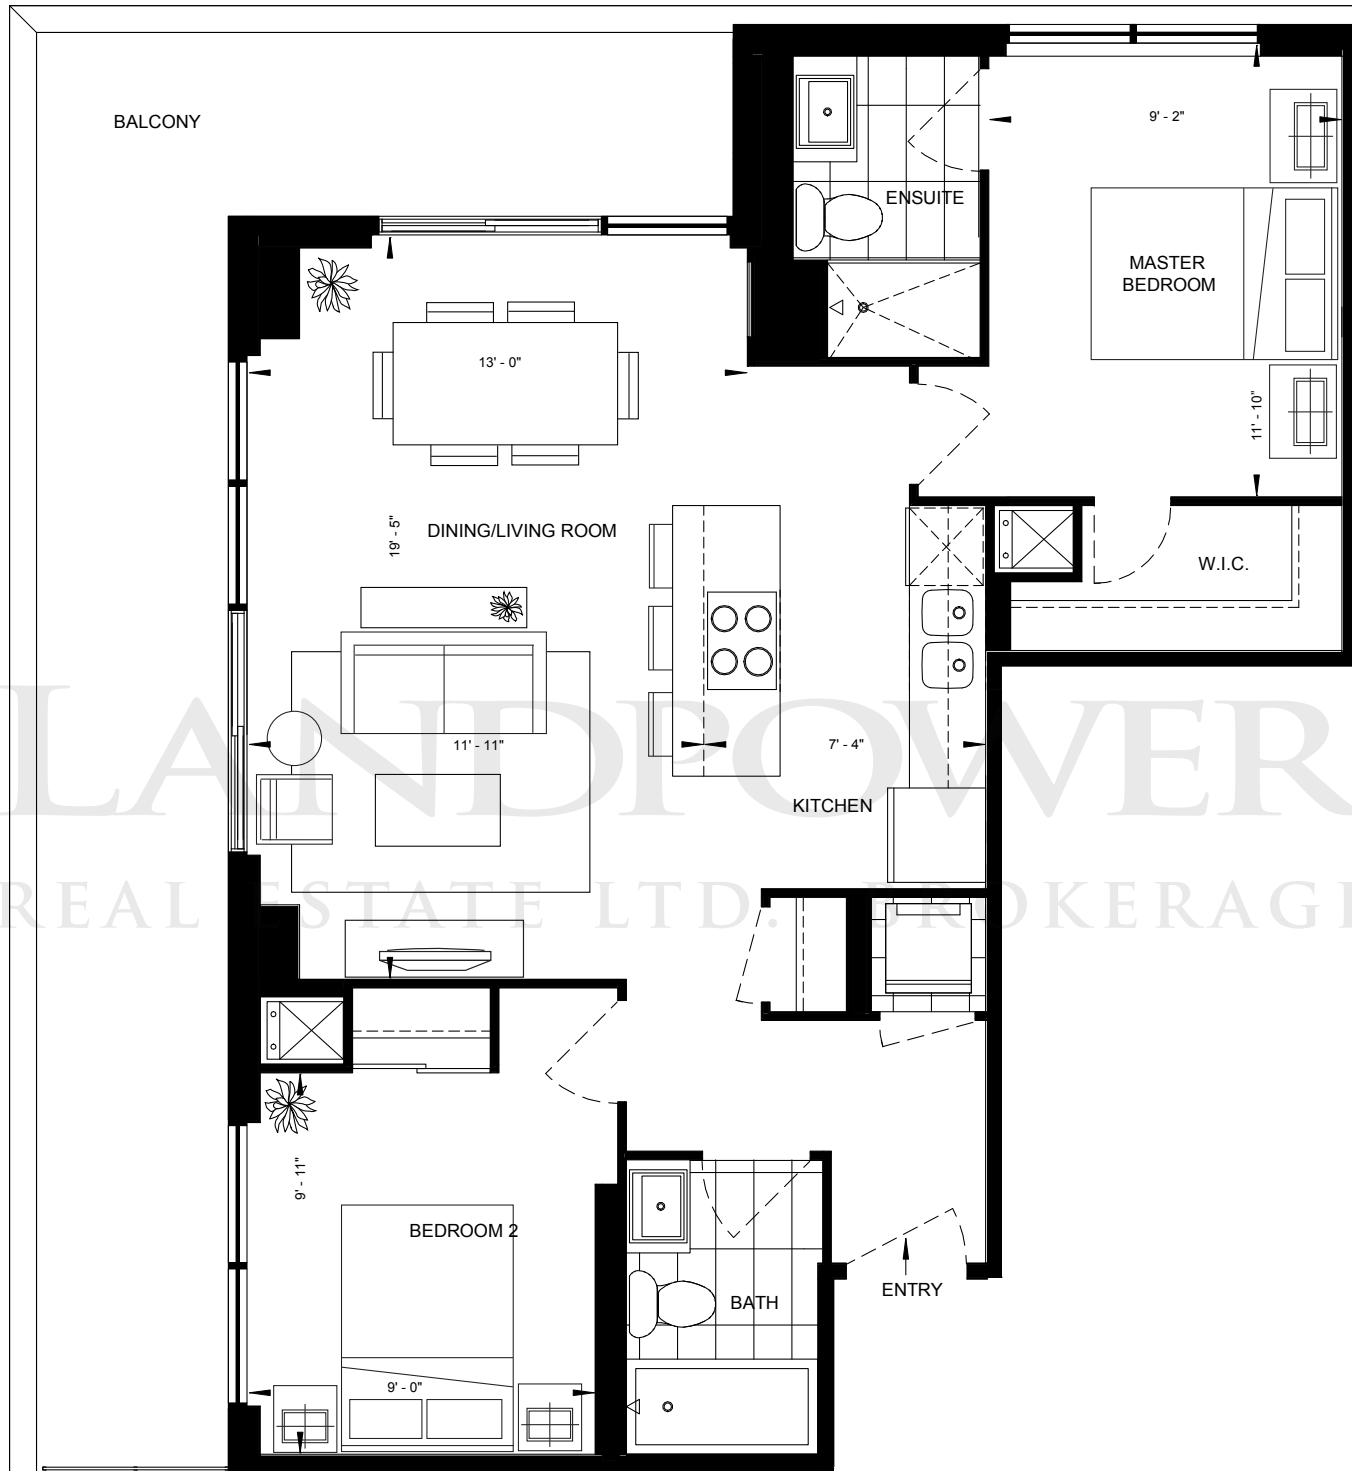 BALCONY
9' - 2"
ENSUITE
MASTER
BEDROOM
13' - 0"
11' - 10"
19' - 5"
DINING/LIVING ROOM
W.I.C.
LANDPOWER
11' - 11"
7' - 4"
KITCHEN
REAL ESTATE LTD. BROKERAGE
9' - 11"
BEDROOM 2
ENTRY
BATH
9' - 0"